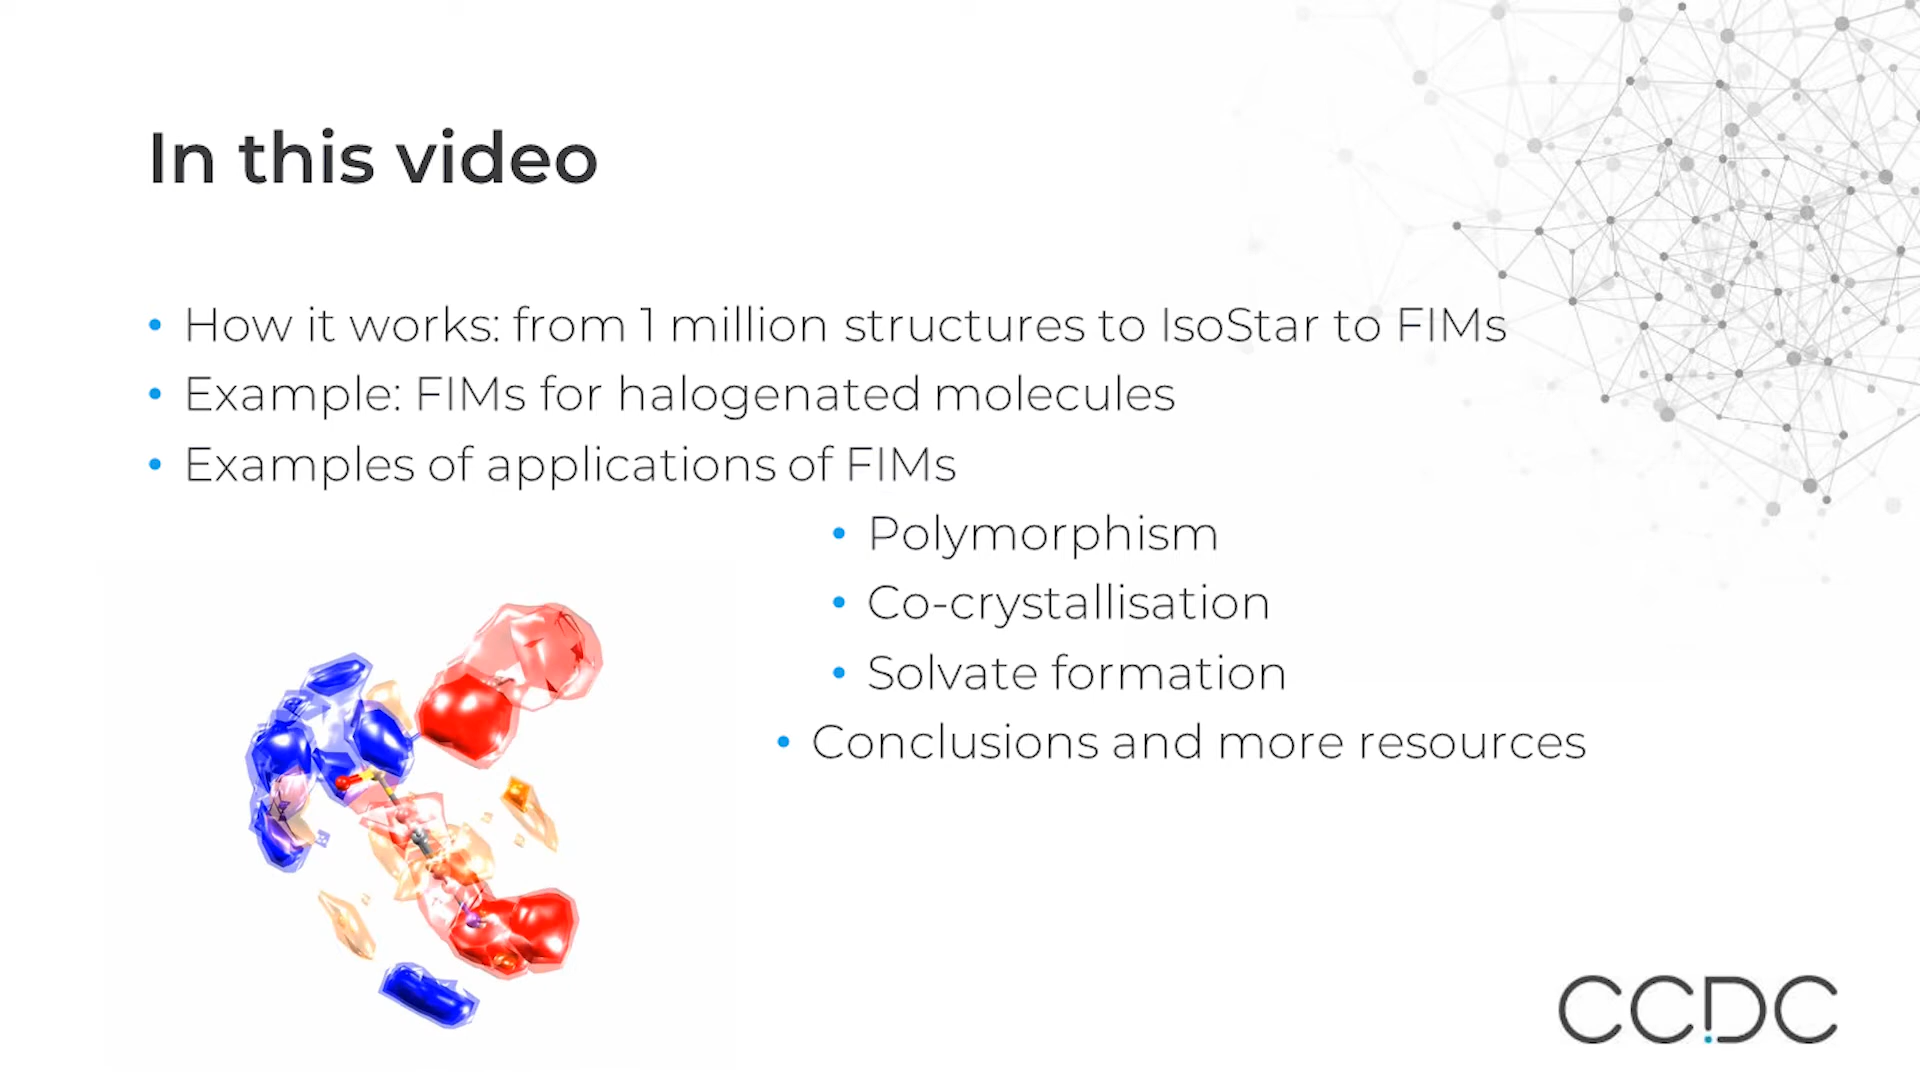 In this video
• How it works: from 1 million structures to IsoStar to FIMs
• Example: FIMs for halogenated molecules
• Examples of applications of FIMs
• Polymorphism
• Co-crystallisation
• Solvate formation
• Conclusions and more resources
CCDC